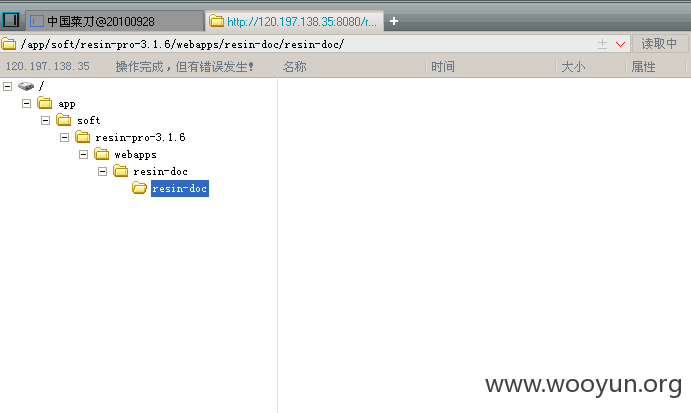 中国菜刀@20100928 http://120.197.138.35:8080/r...
/app/soft/resin-pro-3.1.6/webapps/resin-doc/resin-doc/ 读取中
120.197.138.35 操作完成，但有错误发生! 名称 时间 大小 属性
/
app
soft
resin-pro-3.1.6
webapps
resin-doc
resin-doc
www.wooyun.org